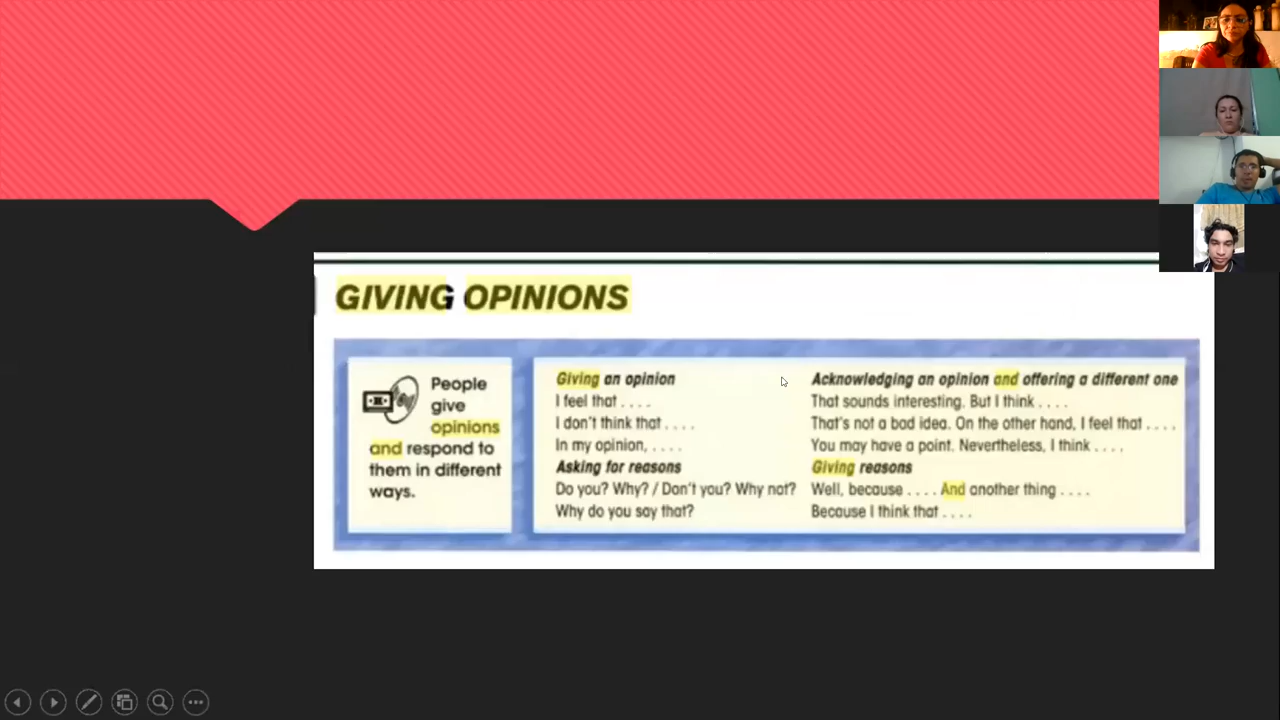 GIVING OPINIONS
People
give
opinions
and respond to
them in different
ways.
Giving an opinion
I feel that . . . .
I don't think that . . . .
In my opinion, . . . .
Asking for reasons
Do you? Why? / Don't you? Why not?
Why do you say that?
Acknowledging an opinion and offering a different one
That sounds interesting. But I think . . . .
That's not a bad idea. On the other hand, I feel that . . . .
You may have a point. Nevertheless, I think . . . .
Giving reasons
Well, because . . . . And another thing . . . .
Because I think that . . . .